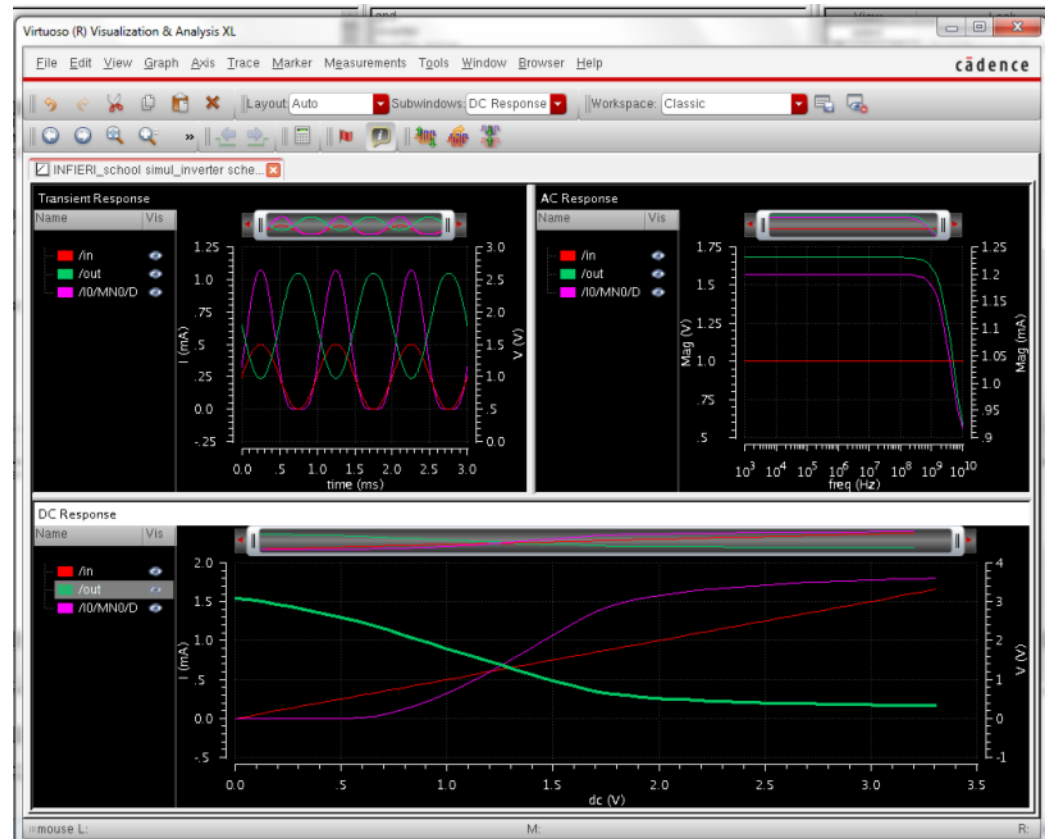 Virtuoso (R) Visualization & Analysis XL
File Edit View Graph Axis Trace Marker Measurements Tools Window Browser Help
cādence
Layout: Auto Subwindows: DC Response Workspace: Classic
»
INFIERI_school simul_inverter sche...
Transient Response
Name Vis
/in
/out
/I0/MN0/D
1.25
1.0
.75
.5
.25
0.0
-.25
I (mA)
3.0
2.5
2.0
1.5
1.0
.5
0.0
V (V)
0.0 .5 1.0 1.5 2.0 2.5 3.0
time (ms)
AC Response
Name Vis
/in
/out
/I0/MN0/D
1.75
1.5
1.25
1.0
.75
.5
Mag (V)
1.25
1.2
1.15
1.1
1.05
1.0
.95
.9
Mag (mA)
10³ 10⁴ 10⁵ 10⁶ 10⁷ 10⁸ 10⁹ 10¹⁰
freq (Hz)
DC Response
Name Vis
/in
/out
/I0/MN0/D
2.0
1.5
1.0
.5
0.0
-.5
I (mA)
4
3
2
1
0
-1
V (V)
0.0 .5 1.0 1.5 2.0 2.5 3.0 3.5
dc (V)
mouse L: M: R: